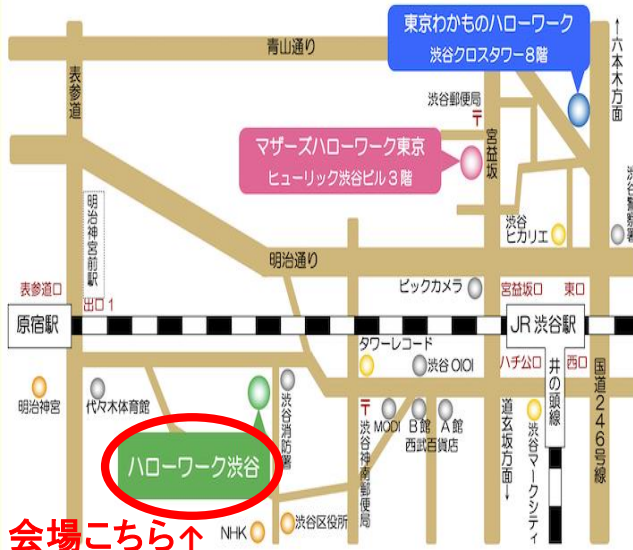 東京わかものハローワーク
渋谷クロスタワー8階
↑六本木方面
青山通り
表参道
渋谷郵便局
〒
宮益坂
マザーズハローワーク東京
ヒューリック渋谷ビル3階
渋谷警察署
明治神宮前駅
渋谷
ヒカリエ
明治通り
表参道口
出口1
ビックカメラ
宮益坂口
東口
原宿駅
JR 渋谷駅
タワーレコード
渋谷 OIOI
ハチ公口
西口
井の頭線
国道246号線
明治神宮
代々木体育館
渋谷消防署
〒
渋谷神南郵便局
MODI
B館
A館
西武百貨店
道玄坂方面↓
渋谷マークシティ
ハローワーク渋谷
会場こちら↑
NHK
渋谷区役所